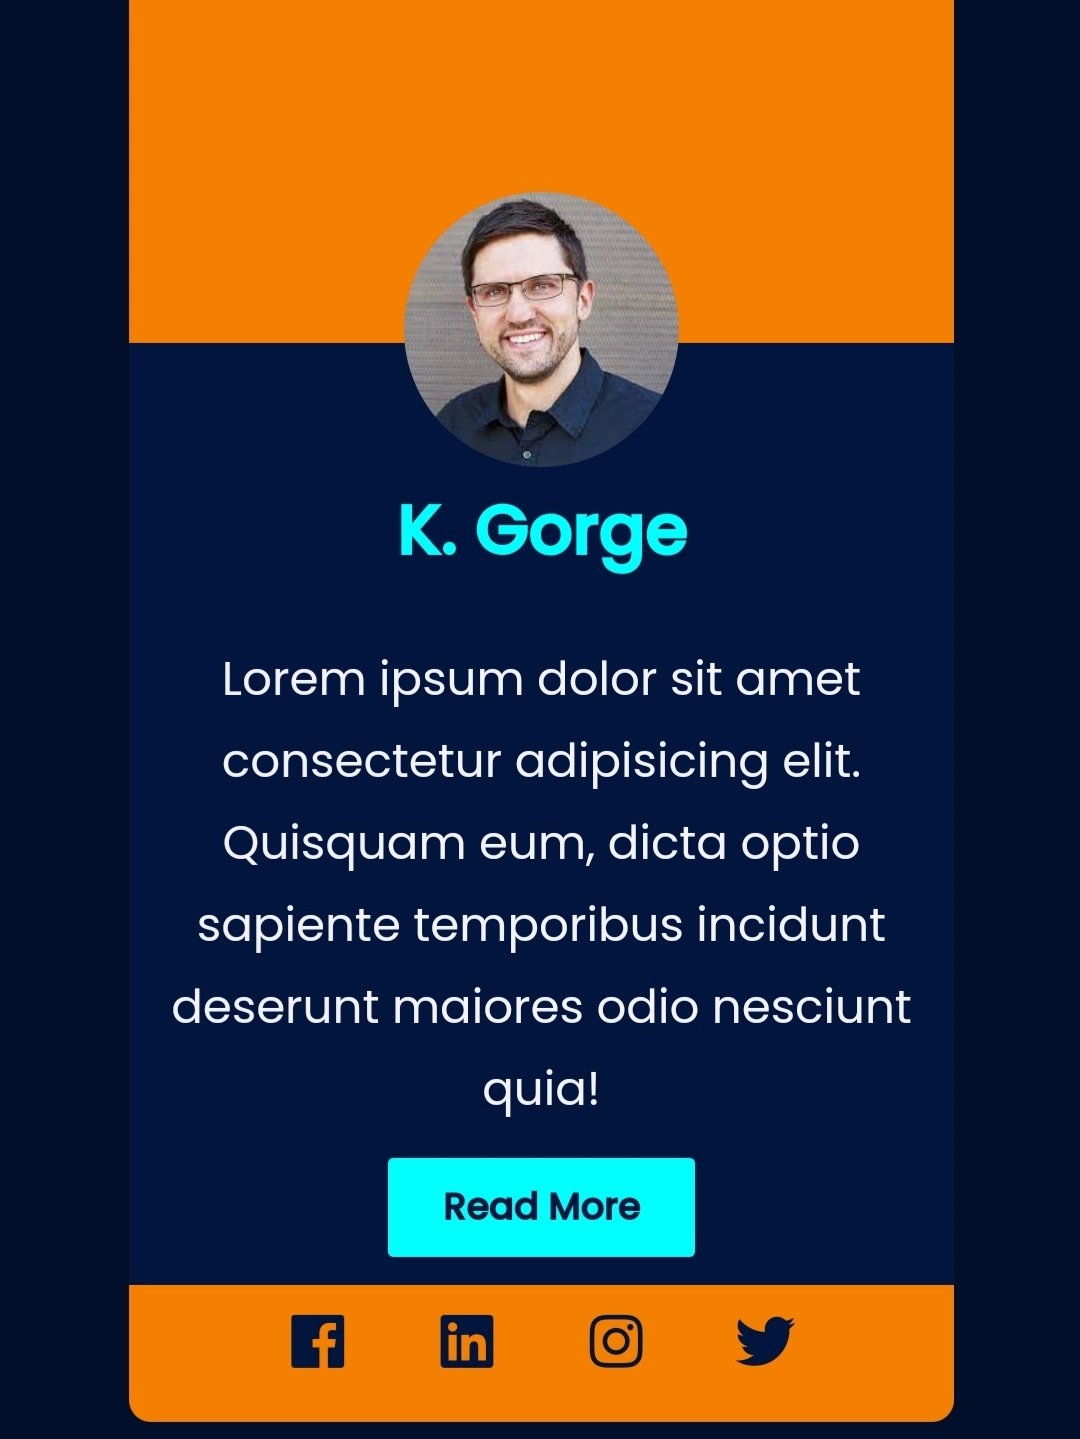 K. Gorge
Lorem ipsum dolor sit amet
consectetur adipisicing elit.
Quisquam eum, dicta optio
sapiente temporibus incidunt
deserunt maiores odio nesciunt
quia!
Read More